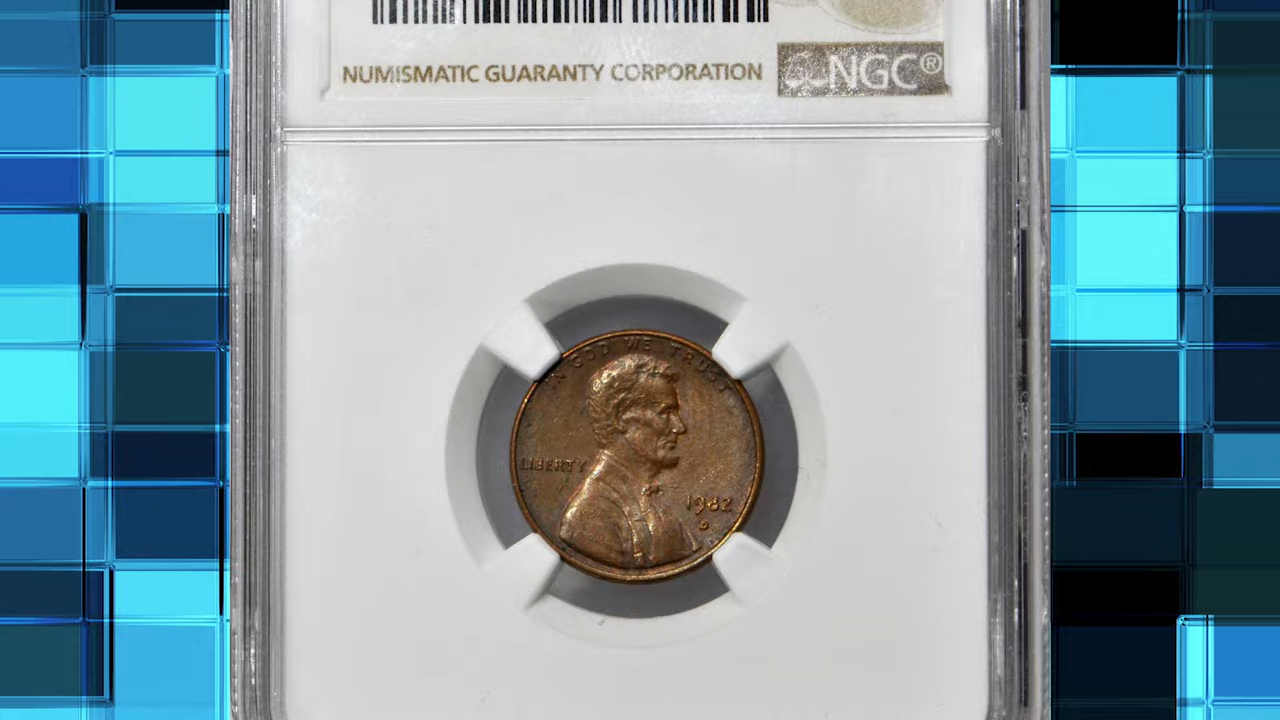 NUMISMATIC GUARANTY CORPORATION
NGC®
IN GOD WE TRUST
LIBERTY
1982
D